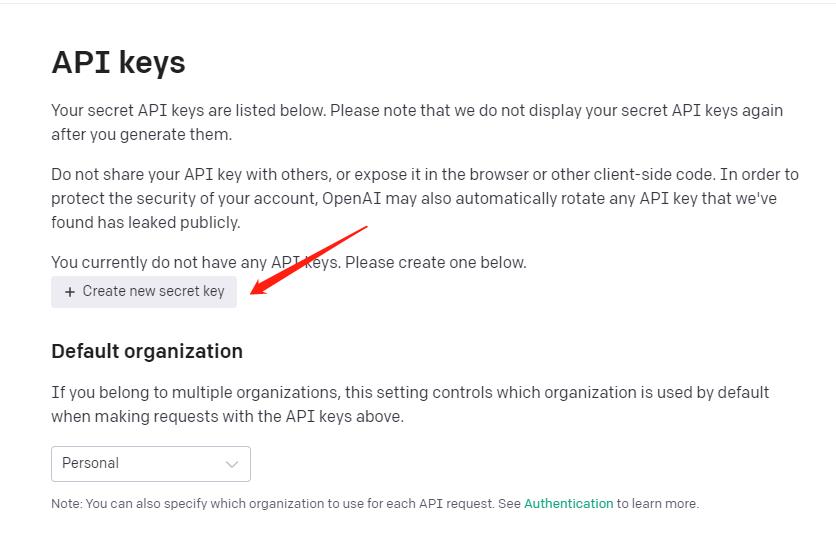 API keys
Your secret API keys are listed below. Please note that we do not display your secret API keys again
after you generate them.
Do not share your API key with others, or expose it in the browser or other client-side code. In order to
protect the security of your account, OpenAI may also automatically rotate any API key that we've
found has leaked publicly.
You currently do not have any API keys. Please create one below.
+ Create new secret key
Default organization
If you belong to multiple organizations, this setting controls which organization is used by default
when making requests with the API keys above.
Personal
Note: You can also specify which organization to use for each API request. See Authentication to learn more.